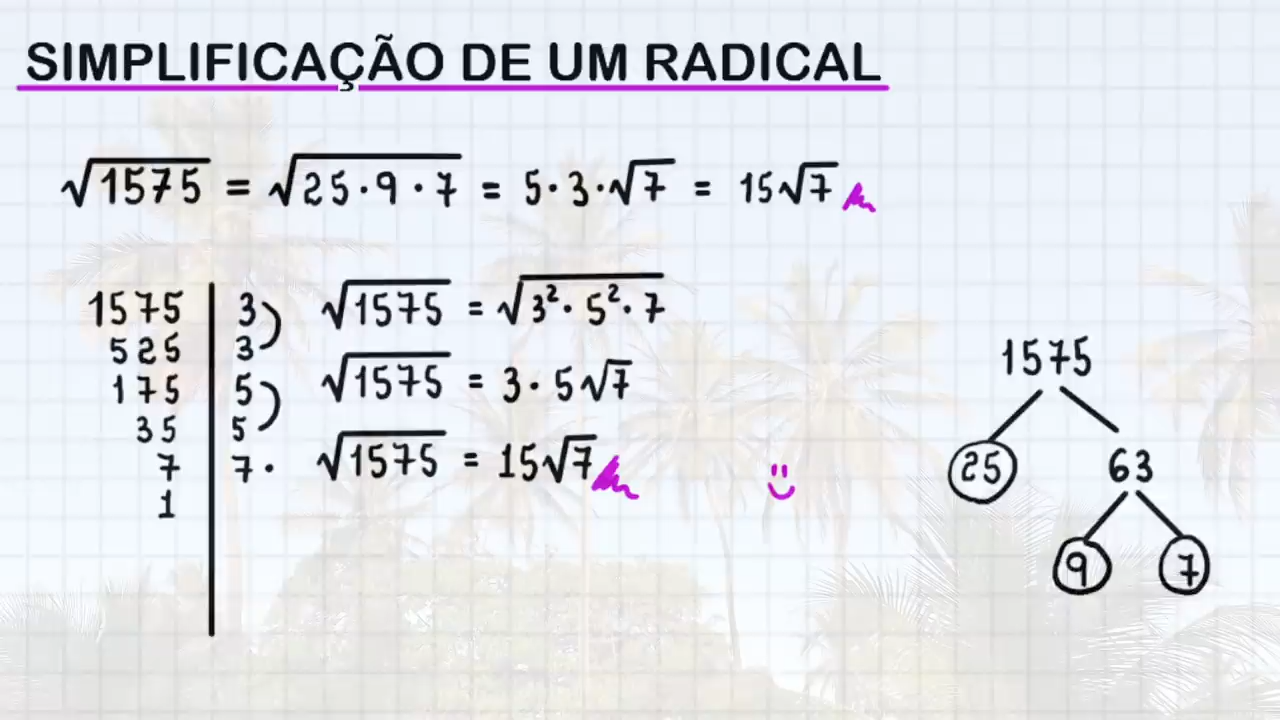 SIMPLIFICAÇÃO DE UM RADICAL
√1575 = √25·9·7 = 5·3·√7 = 15√7
1575 | 3
525 | 3
175 | 5
35 | 5
7 | 7·
1
√1575 = √3²·5²·7
√1575 = 3·5√7
√1575 = 15√7
1575
25 63
9 7